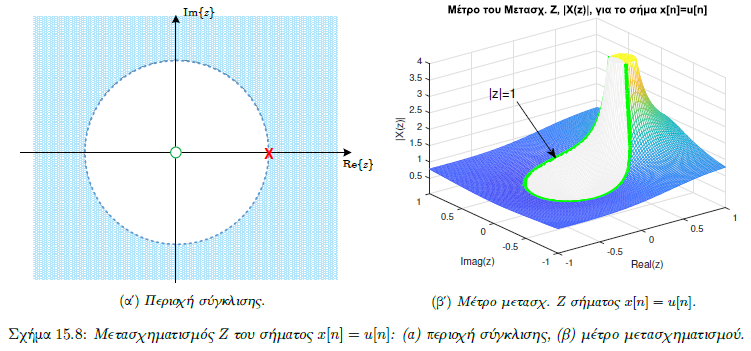 Im{z}
Re{z}
(α΄) Περιοχή σύγκλισης.
Μέτρο του Μετασχ. Z, |X(z)|, για το σήμα x[n]=u[n]
|z|=1
|X(z)|
4
3.5
3
2.5
2
1.5
1
0.5
1
0.5
0
-0.5
-1
Imag(z)
-1
-0.5
0
0.5
1
Real(z)
(β΄) Μέτρο μετασχ. Z σήματος x[n] = u[n].
Σχήμα 15.8: Μετασχηματισμός Z του σήματος x[n] = u[n]: (α) περιοχή σύγκλισης, (β) μέτρο μετασχηματισμού.